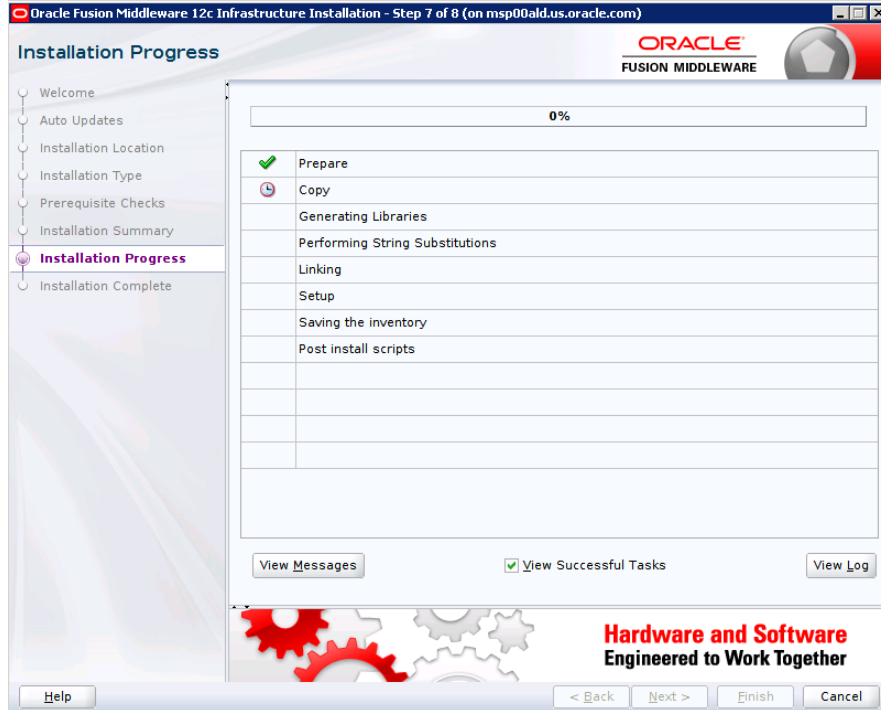 Oracle Fusion Middleware 12c Infrastructure Installation - Step 7 of 8 (on msp00ald.us.oracle.com)
Installation Progress
ORACLE
FUSION MIDDLEWARE
Welcome
Auto Updates
Installation Location
Installation Type
Prerequisite Checks
Installation Summary
Installation Progress
Installation Complete
0%
Prepare
Copy
Generating Libraries
Performing String Substitutions
Linking
Setup
Saving the inventory
Post install scripts
View Messages
View Successful Tasks
View Log
Hardware and Software
Engineered to Work Together
Help
< Back
Next >
Finish
Cancel